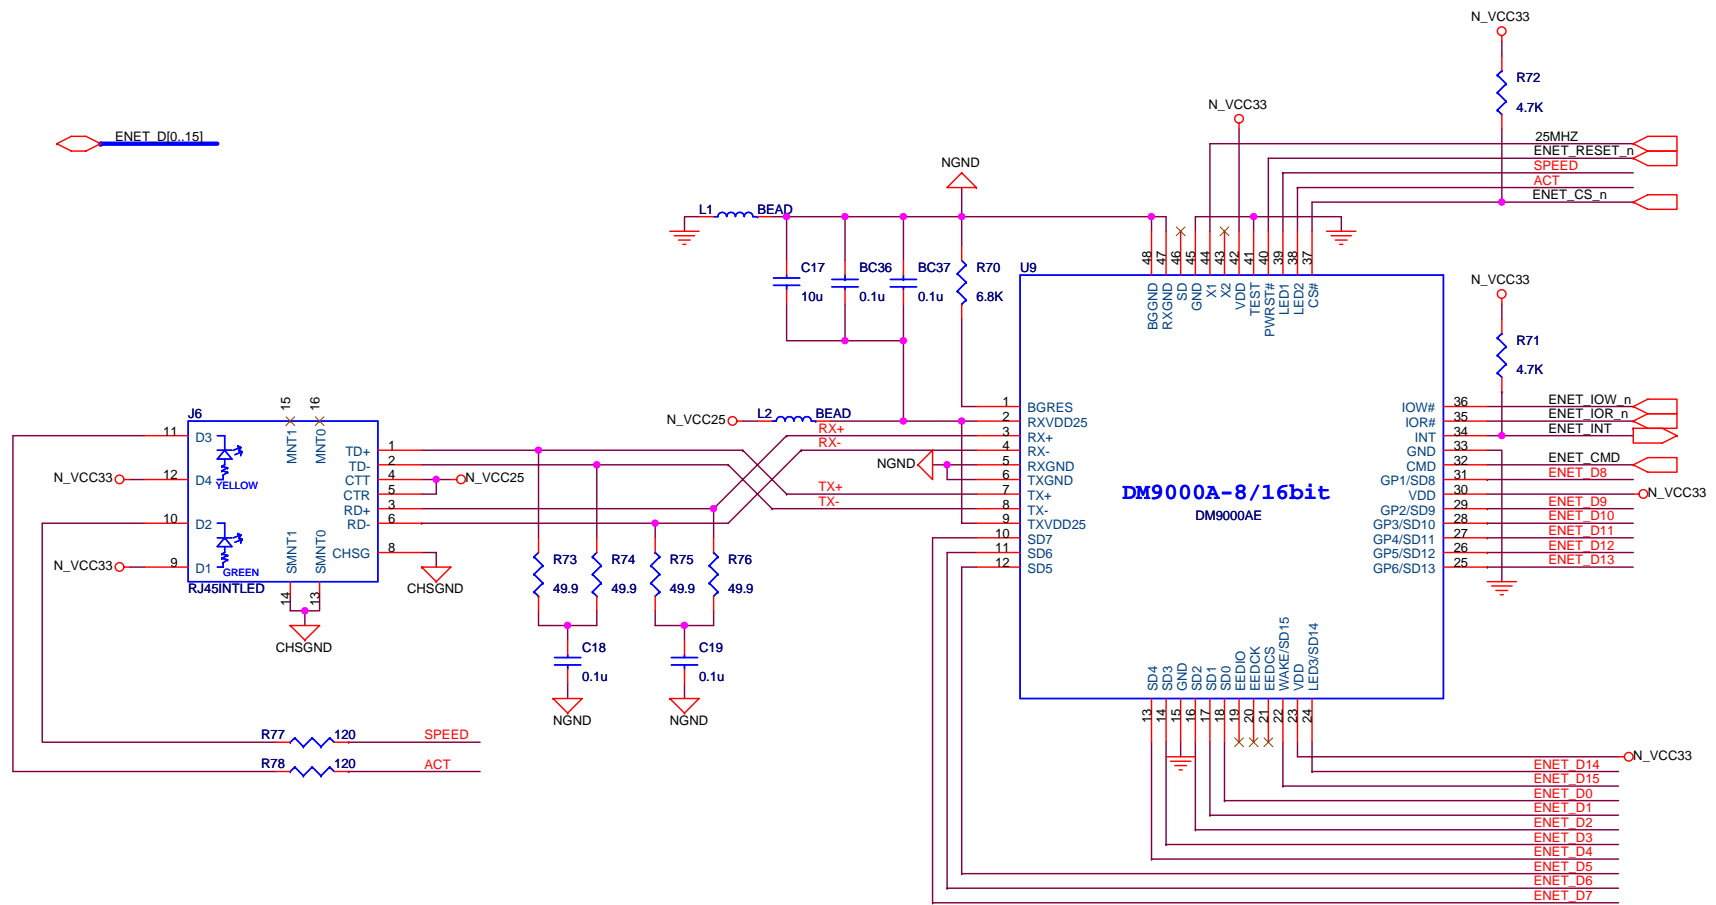 N_VCC33
R72
4.7K
N_VCC33
ENET_D[0..15]
25MHZ
ENET_RESET_n
SPEED
ACT
ENET_CS_n
NGND
L1
BEAD
C17
10u
BC36
0.1u
BC37
0.1u
R70
6.8K
U9
48
47
46
45
44
43
42
41
40
39
38
37
BGGND
RXGND
SD
GND
X1
X2
VDD
TEST
PWRST#
LED1
LED2
CS#
N_VCC33
R71
4.7K
N_VCC25
L2
BEAD
RX+
RX-
NGND
TX+
TX-
1 BGRES
2 RXVDD25
3 RX+
4 RX-
5 RXGND
6 TXGND
7 TX+
8 TX-
9 TXVDD25
10 SD7
11 SD6
12 SD5
DM9000A-8/16bit
DM9000AE
IOW# 36 ENET_IOW_n
IOR# 35 ENET_IOR_n
INT 34 ENET_INT
GND 33
CMD 32 ENET_CMD
GP1/SD8 31 ENET_D8
VDD 30 N_VCC33
GP2/SD9 29 ENET_D9
GP3/SD10 28 ENET_D10
GP4/SD11 27 ENET_D11
GP5/SD12 26 ENET_D12
GP6/SD13 25 ENET_D13
J6
15
16
MNT1
MNT0
11 D3
N_VCC33 12 D4
YELLOW
10 D2
N_VCC33 9 D1
GREEN
TD+ 1
TD- 2
CTT 4
CTR 5
RD+ 3
RD- 6
CHSG 8
N_VCC25
CHSGND
SMNT1
SMNT0
RJ45INTLED
14
13
CHSGND
R73
49.9
R74
49.9
R75
49.9
R76
49.9
C18
0.1u
C19
0.1u
NGND
NGND
R77 120 SPEED
R78 120 ACT
SD4
SD3
GND
SD2
SD1
SD0
EEDIO
EEDCK
EEDCS
WAKE/SD15
VDD
LED3/SD14
13
14
15
16
17
18
19
20
21
22
23
24
N_VCC33
ENET_D14
ENET_D15
ENET_D0
ENET_D1
ENET_D2
ENET_D3
ENET_D4
ENET_D5
ENET_D6
ENET_D7